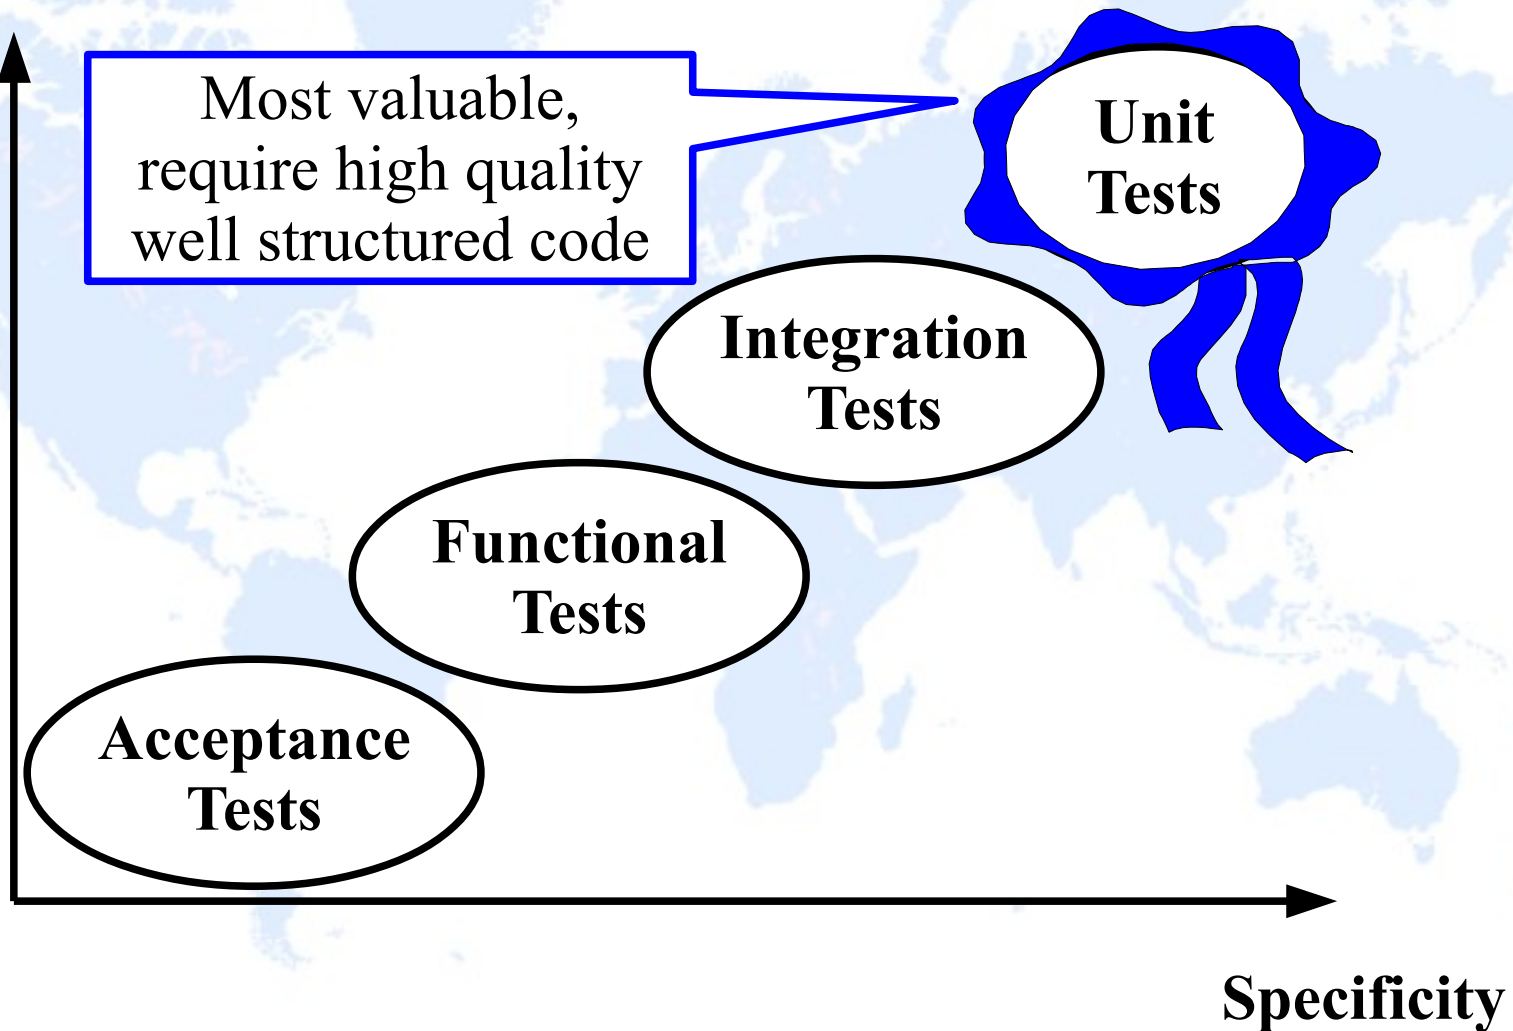 Most valuable,
require high quality
well structured code
Unit
Tests
Integration
Tests
Functional
Tests
Acceptance
Tests
Specificity